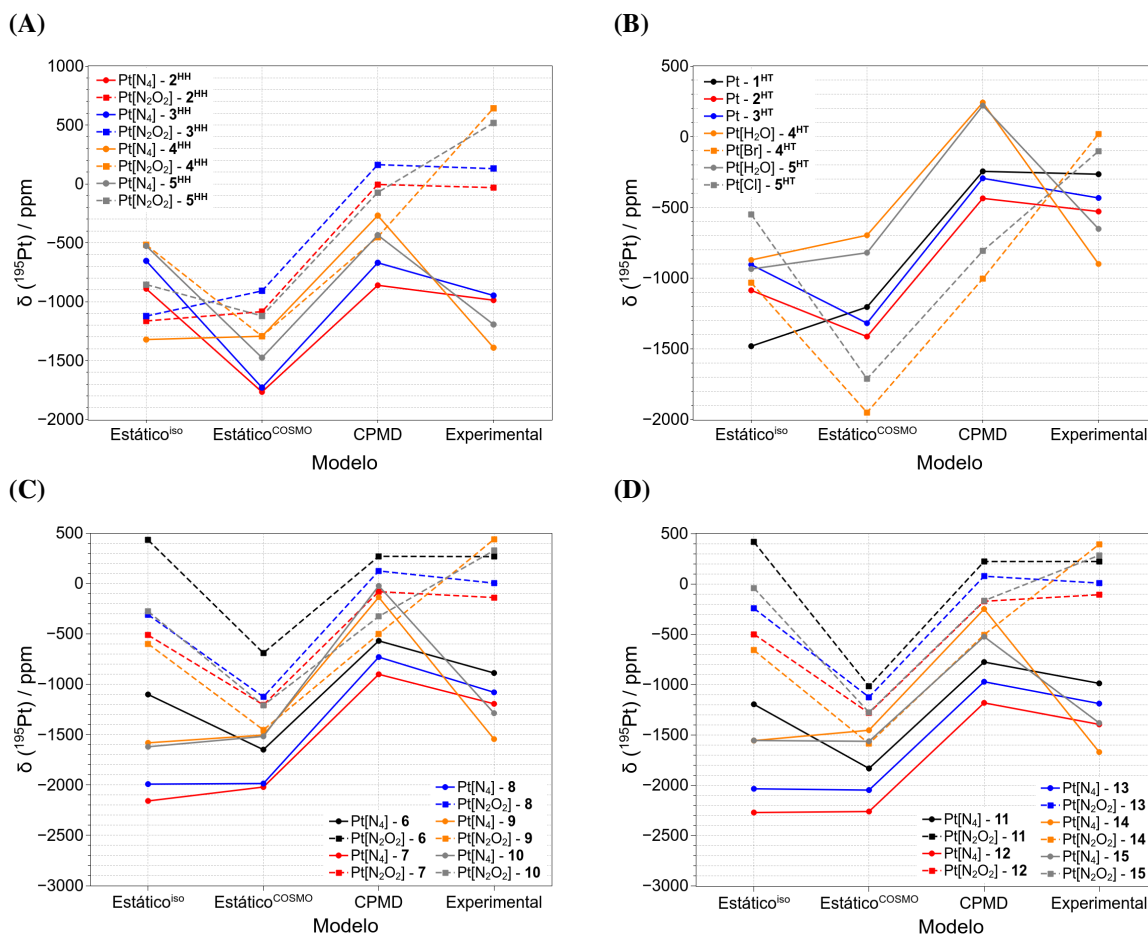 (A)
δ (¹⁹⁵Pt) / ppm
1000
500
0
−500
−1000
−1500
−2000
Pt[N₄] - 2ᴴᴴ
Pt[N₂O₂] - 2ᴴᴴ
Pt[N₄] - 3ᴴᴴ
Pt[N₂O₂] - 3ᴴᴴ
Pt[N₄] - 4ᴴᴴ
Pt[N₂O₂] - 4ᴴᴴ
Pt[N₄] - 5ᴴᴴ
Pt[N₂O₂] - 5ᴴᴴ
Estáticoⁱˢᵒ Estáticoᶜᴼˢᴹᴼ CPMD Experimental
Modelo
(B)
δ (¹⁹⁵Pt) / ppm
500
0
−500
−1000
−1500
−2000
Pt - 1ᴴᵀ
Pt - 2ᴴᵀ
Pt - 3ᴴᵀ
Pt[H₂O] - 4ᴴᵀ
Pt[Br] - 4ᴴᵀ
Pt[H₂O] - 5ᴴᵀ
Pt[Cl] - 5ᴴᵀ
Estáticoⁱˢᵒ Estáticoᶜᴼˢᴹᴼ CPMD Experimental
Modelo
(C)
δ (¹⁹⁵Pt) / ppm
500
0
−500
−1000
−1500
−2000
−2500
−3000
Pt[N₄] - 6
Pt[N₂O₂] - 6
Pt[N₄] - 7
Pt[N₂O₂] - 7
Pt[N₄] - 8
Pt[N₂O₂] - 8
Pt[N₄] - 9
Pt[N₂O₂] - 9
Pt[N₄] - 10
Pt[N₂O₂] - 10
Estáticoⁱˢᵒ Estáticoᶜᴼˢᴹᴼ CPMD Experimental
Modelo
(D)
δ (¹⁹⁵Pt) / ppm
500
0
−500
−1000
−1500
−2000
−2500
−3000
Pt[N₄] - 11
Pt[N₂O₂] - 11
Pt[N₄] - 12
Pt[N₂O₂] - 12
Pt[N₄] - 13
Pt[N₂O₂] - 13
Pt[N₄] - 14
Pt[N₂O₂] - 14
Pt[N₄] - 15
Pt[N₂O₂] - 15
Estáticoⁱˢᵒ Estáticoᶜᴼˢᴹᴼ CPMD Experimental
Modelo